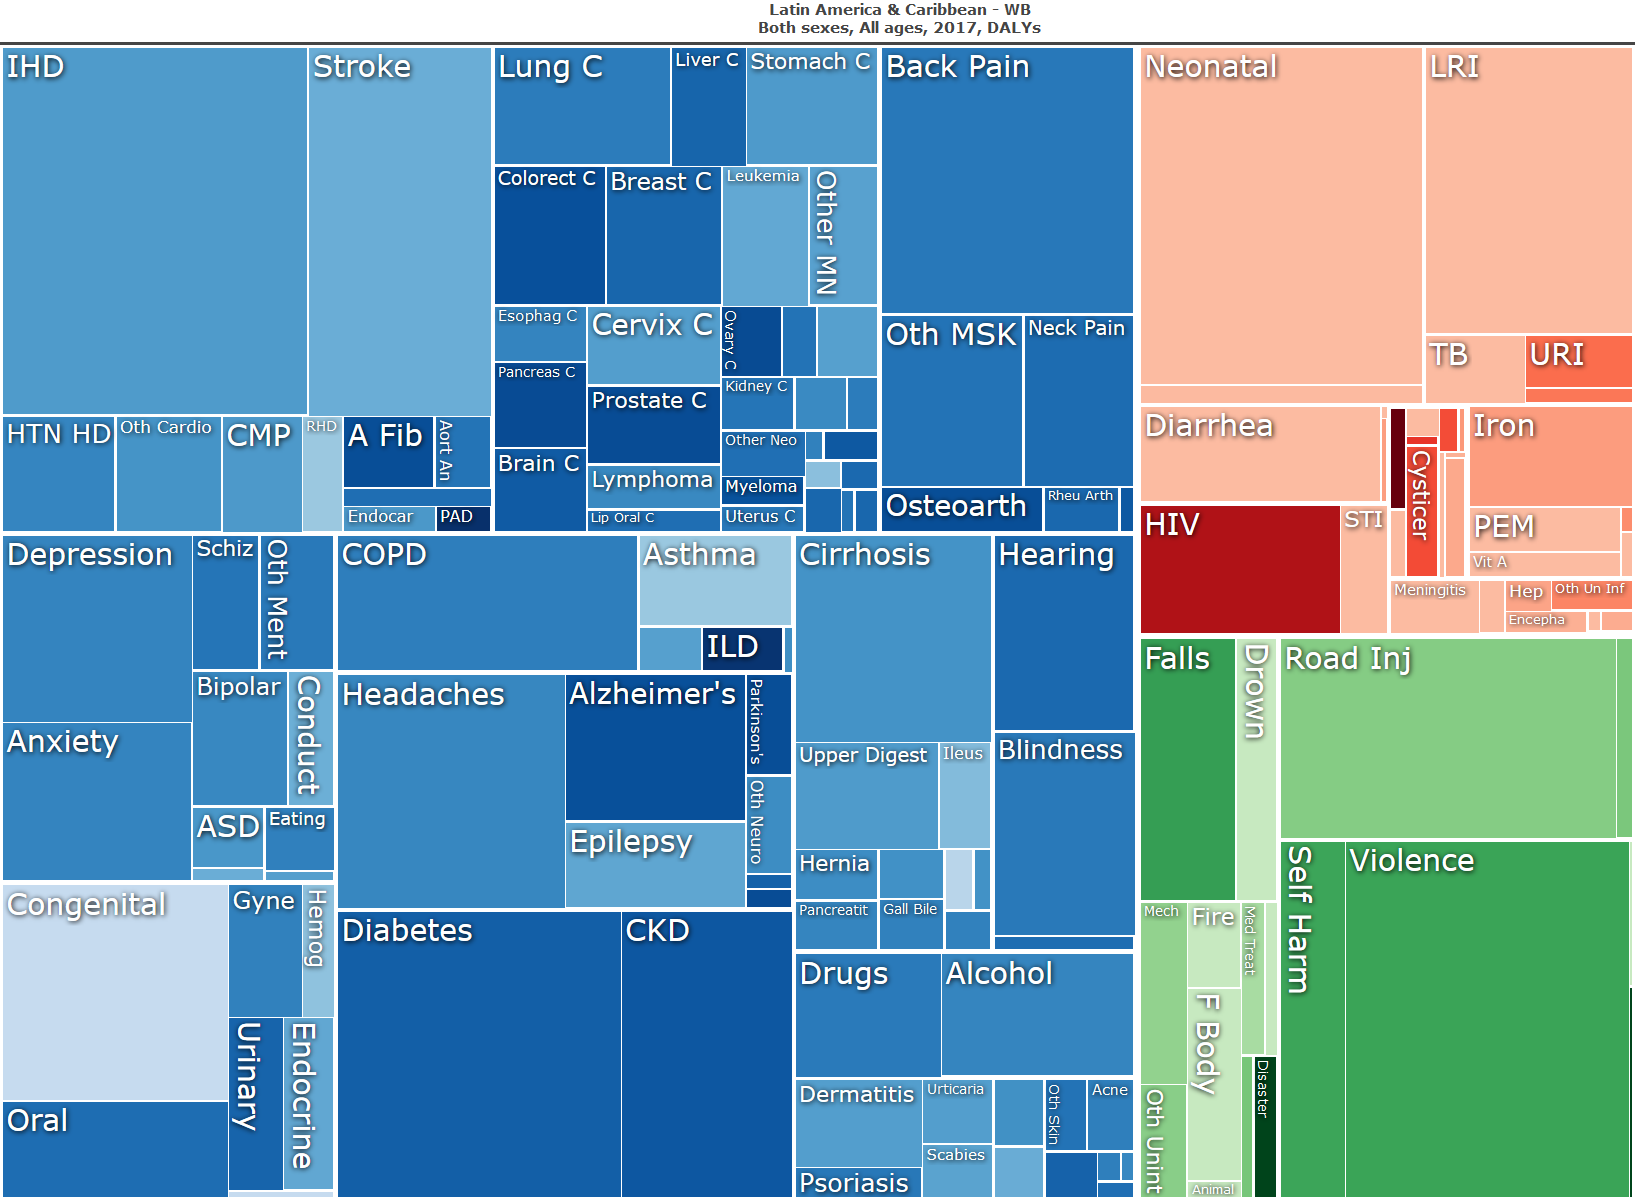 Latin America & Caribbean - WB
Both sexes, All ages, 2017, DALYs
IHD
Stroke
HTN HD
Oth Cardio
CMP
RHD
A Fib
Aort An
Endocar
PAD
Lung C
Liver C
Stomach C
Colorect C
Breast C
Leukemia
Other MN
Esophag C
Cervix C
Ovary C
Pancreas C
Prostate C
Kidney C
Brain C
Lymphoma
Other Neo
Myeloma
Lip Oral C
Uterus C
Back Pain
Oth MSK
Neck Pain
Osteoarth
Rheu Arth
Neonatal
LRI
TB
URI
Diarrhea
HIV
STI
Cysticer
Iron
PEM
Vit A
Meningitis
Hep
Oth Un Inf
Encepha
Depression
Schiz
Oth Ment
Anxiety
Bipolar
Conduct
ASD
Eating
COPD
Asthma
ILD
Headaches
Alzheimer's
Parkinson's
Epilepsy
Oth Neuro
Cirrhosis
Upper Digest
Ileus
Hernia
Pancreatit
Gall Bile
Hearing
Blindness
Congenital
Gyne
Hemog
Urinary
Endocrine
Oral
Diabetes
CKD
Drugs
Alcohol
Dermatitis
Urticaria
Oth Skin
Acne
Scabies
Psoriasis
Falls
Drown
Road Inj
Mech
Fire
Med Treat
F Body
Oth Unint
Disaster
Animal
Self Harm
Violence